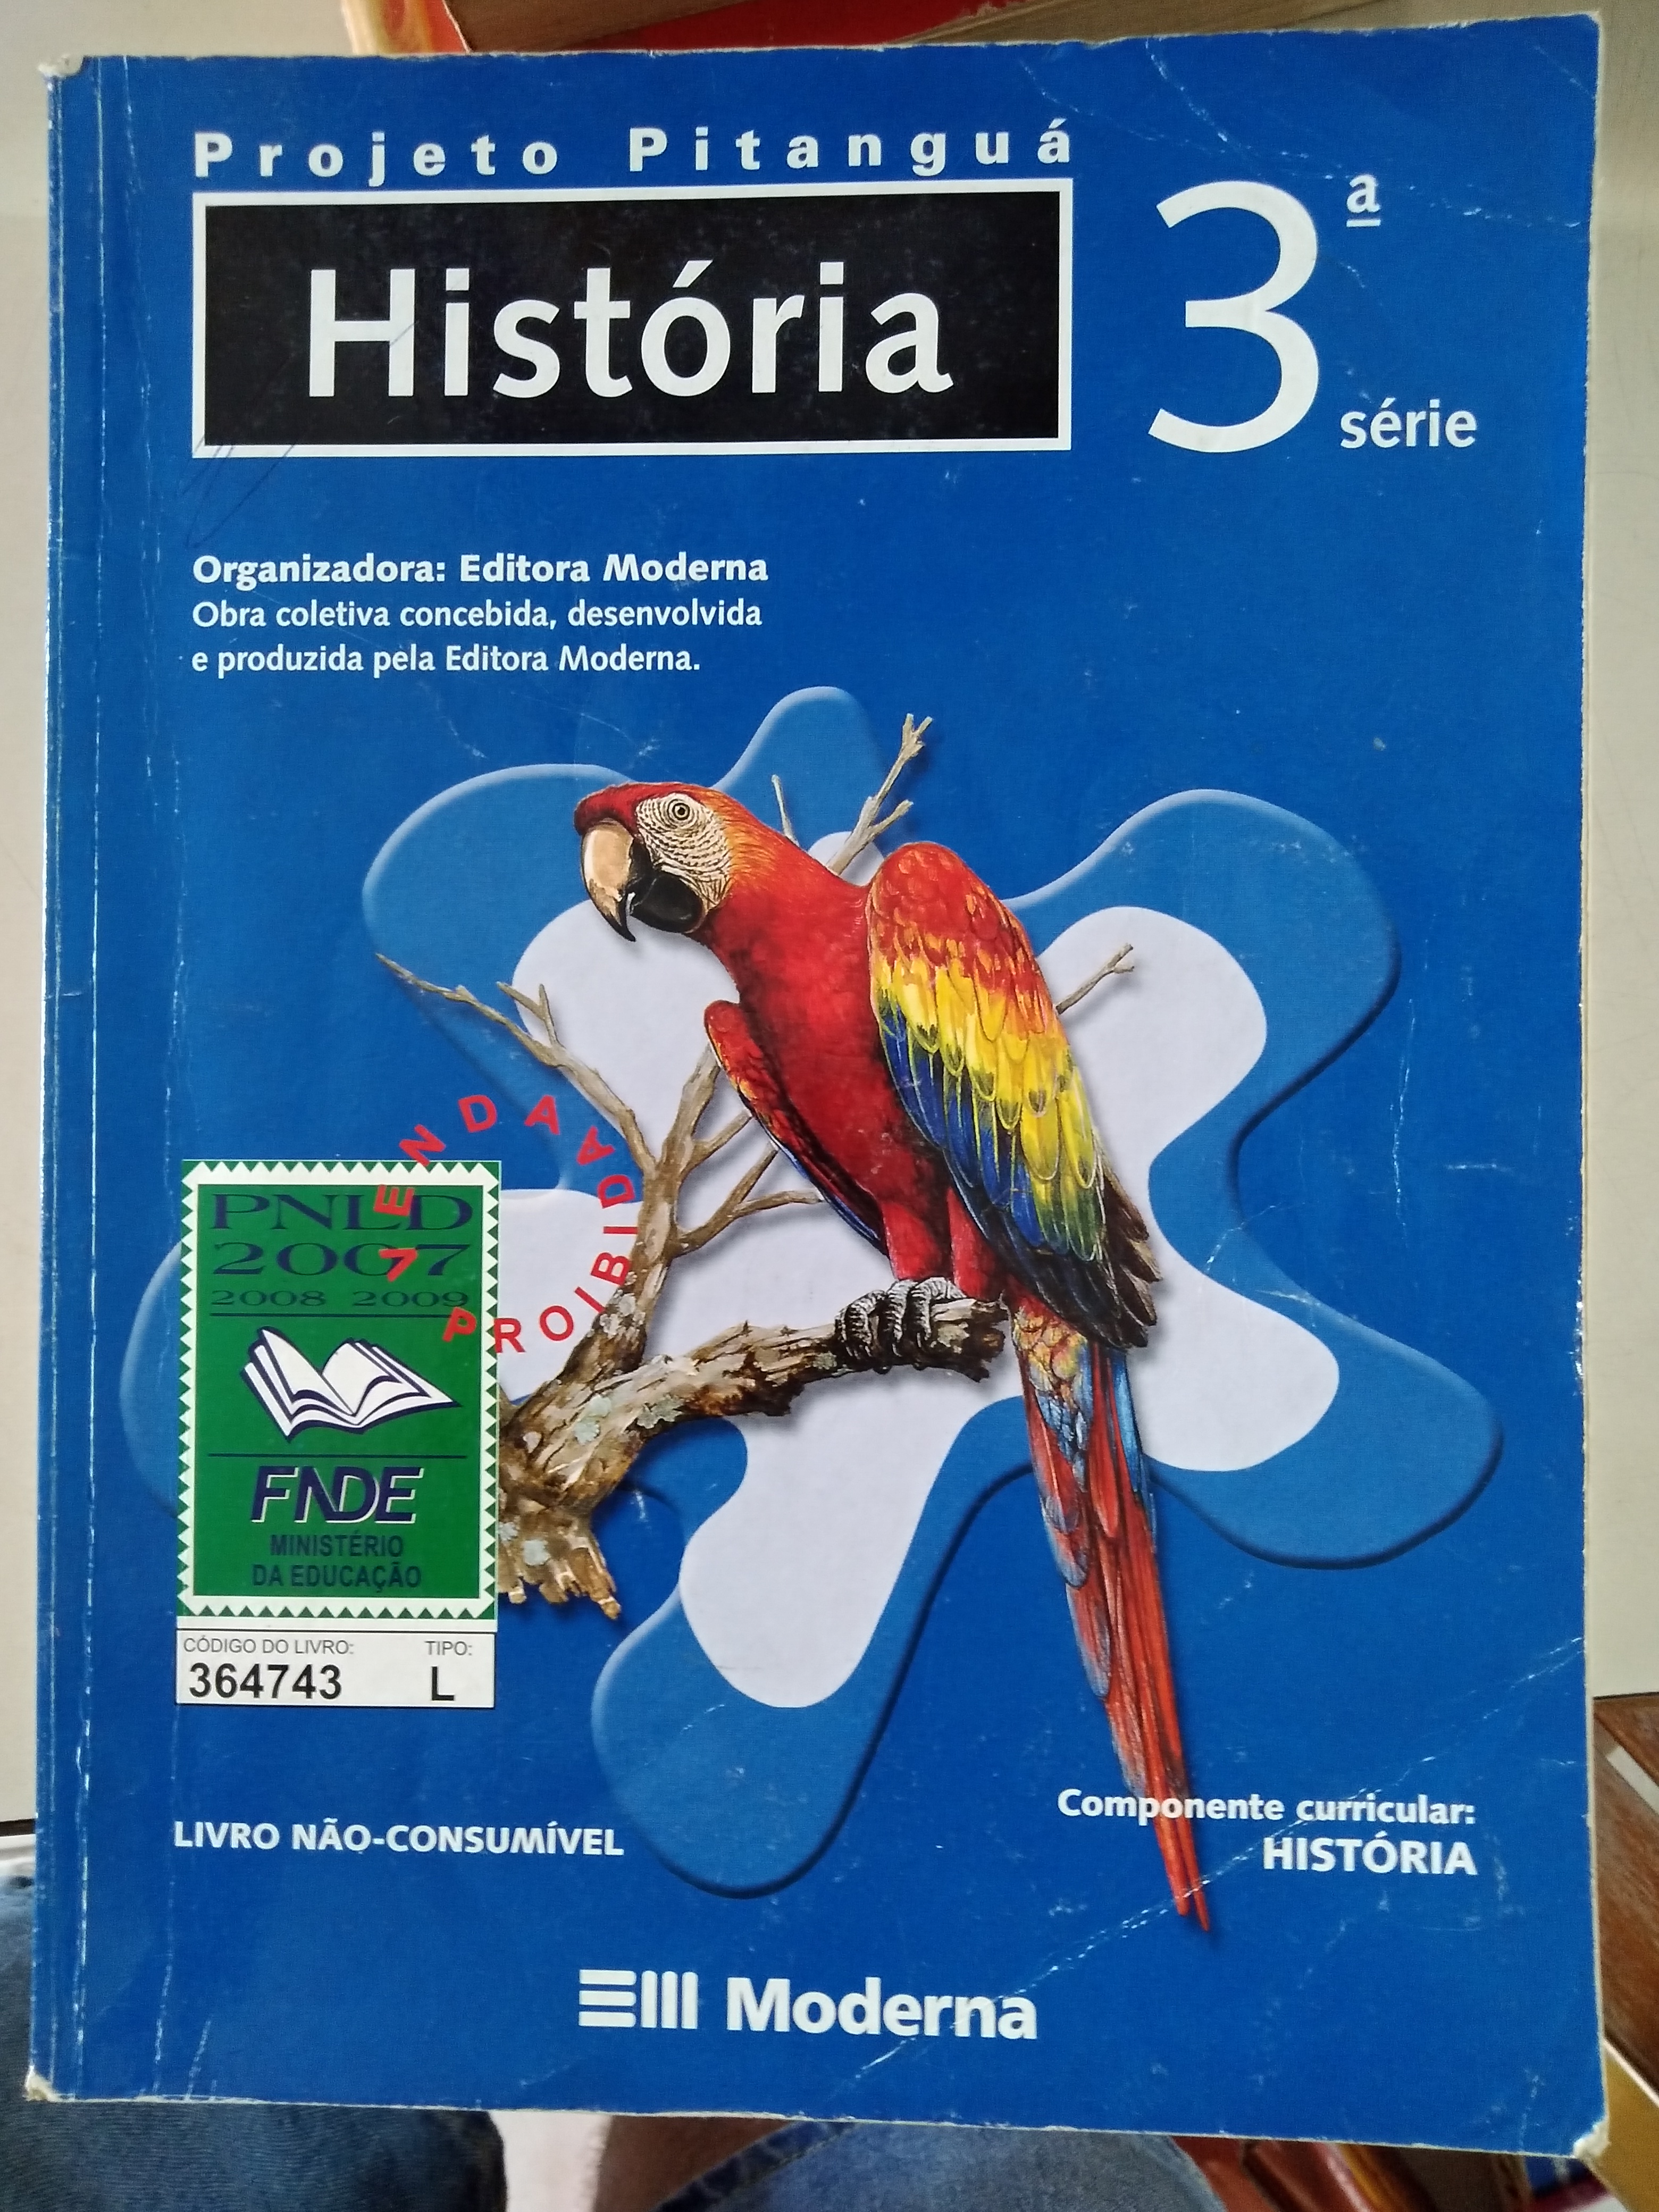 Projeto Pitanguá
História
3ª
série
Organizadora: Editora Moderna
Obra coletiva concebida, desenvolvida
e produzida pela Editora Moderna.
VENDA PROIBIDA
PNLD
2007
2008 2009
FNDE
MINISTÉRIO
DA EDUCAÇÃO
CÓDIGO DO LIVRO: TIPO:
364743 L
LIVRO NÃO-CONSUMÍVEL
Componente curricular:
HISTÓRIA
Moderna